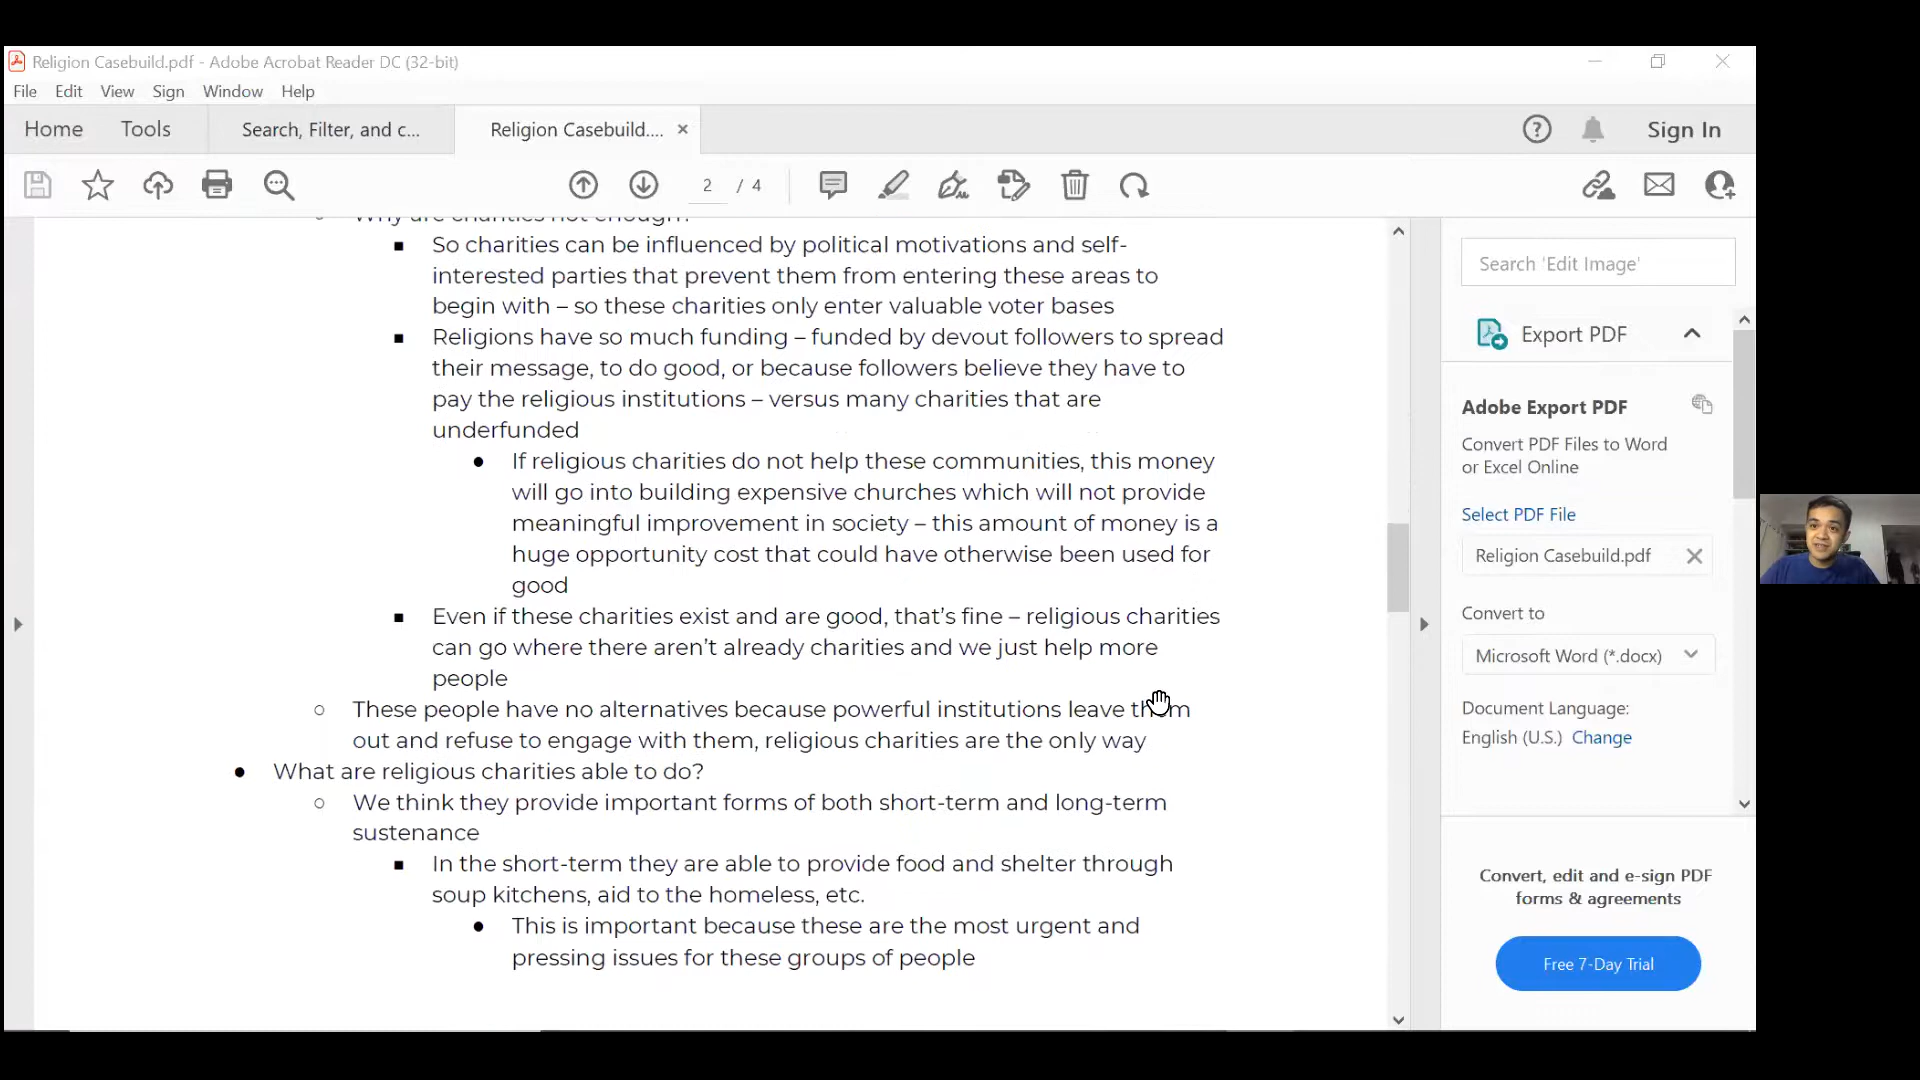 Religion Casebuild.pdf - Adobe Acrobat Reader DC (32-bit)
File Edit View Sign Window Help
Home Tools Search, Filter, and c... Religion Casebuild.... Sign In
2 / 4
Why are charities not enough?
So charities can be influenced by political motivations and self-
interested parties that prevent them from entering these areas to
begin with – so these charities only enter valuable voter bases
Religions have so much funding – funded by devout followers to spread
their message, to do good, or because followers believe they have to
pay the religious institutions – versus many charities that are
underfunded
If religious charities do not help these communities, this money
will go into building expensive churches which will not provide
meaningful improvement in society – this amount of money is a
huge opportunity cost that could have otherwise been used for
good
Even if these charities exist and are good, that's fine – religious charities
can go where there aren't already charities and we just help more
people
These people have no alternatives because powerful institutions leave them
out and refuse to engage with them, religious charities are the only way
What are religious charities able to do?
We think they provide important forms of both short-term and long-term
sustenance
In the short-term they are able to provide food and shelter through
soup kitchens, aid to the homeless, etc.
This is important because these are the most urgent and
pressing issues for these groups of people
Search 'Edit Image'
Export PDF
Adobe Export PDF
Convert PDF Files to Word
or Excel Online
Select PDF File
Religion Casebuild.pdf
Convert to
Microsoft Word (*.docx)
Document Language:
English (U.S.) Change
Convert, edit and e-sign PDF
forms & agreements
Free 7-Day Trial